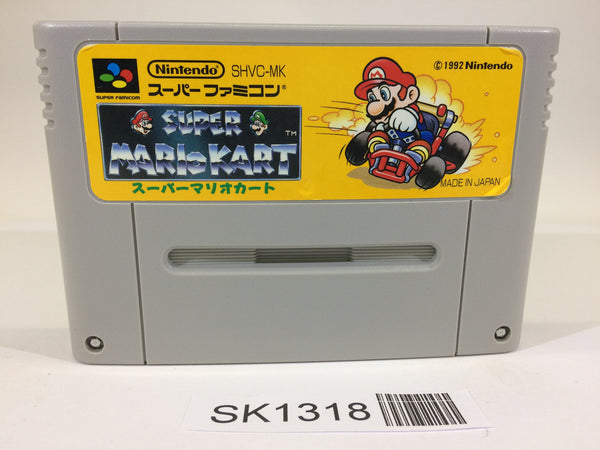 Nintendo SHVC-MK
© 1992 Nintendo
SUPER FAMICOM
スーパーファミコン®
SUPER
MARIO KART ™
スーパーマリオカート
MADE IN JAPAN
SK1318